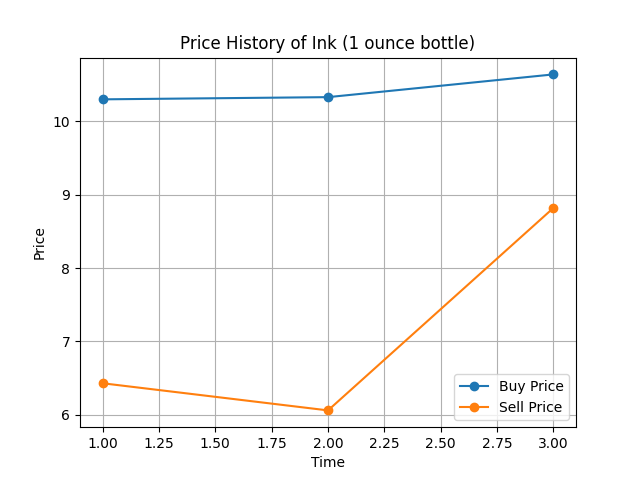 Price History of Ink (1 ounce bottle)
Price
10
9
8
7
6
Buy Price
Sell Price
1.00 1.25 1.50 1.75 2.00 2.25 2.50 2.75 3.00
Time